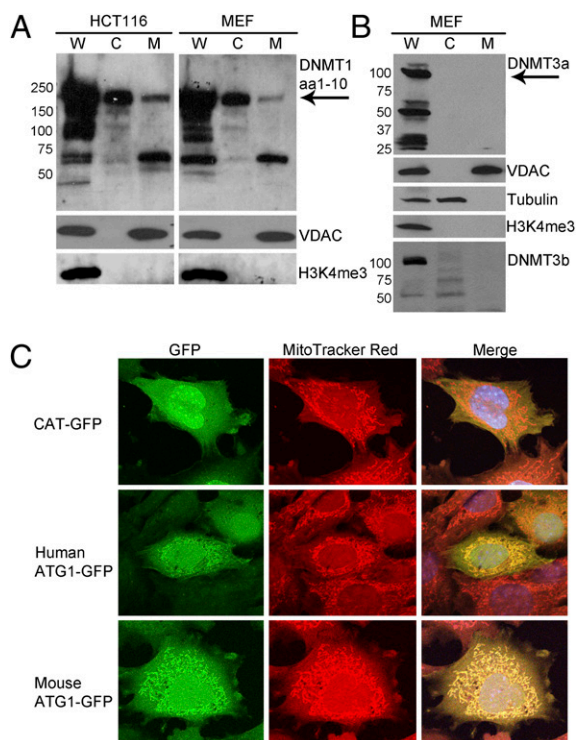 A
HCT116
MEF
W C M W C M
DNMT1
aa1-10
250
150
100
75
50
VDAC
H3K4me3
B
MEF
W C M
DNMT3a
100
75
50
37
25
VDAC
Tubulin
H3K4me3
DNMT3b
100
75
50
C
GFP
MitoTracker Red
Merge
CAT-GFP
Human
ATG1-GFP
Mouse
ATG1-GFP